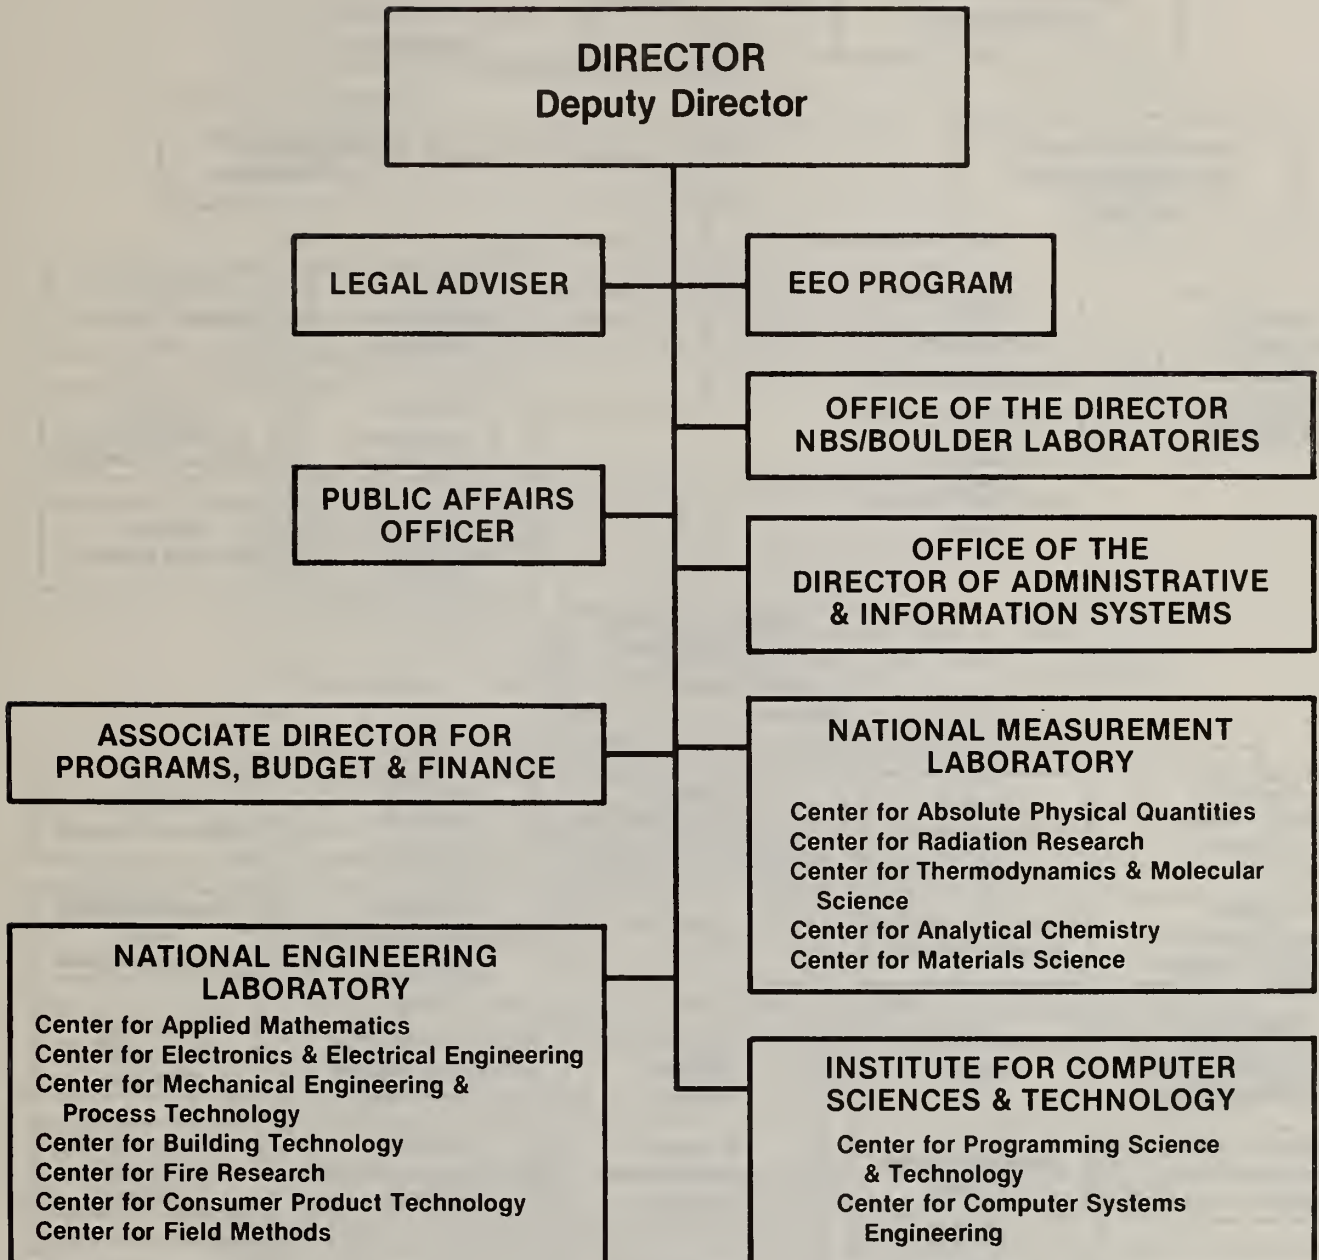 DIRECTOR
Deputy Director
LEGAL ADVISER
EEO PROGRAM
OFFICE OF THE DIRECTOR
NBS/BOULDER LABORATORIES
PUBLIC AFFAIRS
OFFICER
OFFICE OF THE
DIRECTOR OF ADMINISTRATIVE
& INFORMATION SYSTEMS
ASSOCIATE DIRECTOR FOR
PROGRAMS, BUDGET & FINANCE
NATIONAL MEASUREMENT
LABORATORY
Center for Absolute Physical Quantities
Center for Radiation Research
Center for Thermodynamics & Molecular
Science
Center for Analytical Chemistry
Center for Materials Science
NATIONAL ENGINEERING
LABORATORY
Center for Applied Mathematics
Center for Electronics & Electrical Engineering
Center for Mechanical Engineering &
Process Technology
Center for Building Technology
Center for Fire Research
Center for Consumer Product Technology
Center for Field Methods
INSTITUTE FOR COMPUTER
SCIENCES & TECHNOLOGY
Center for Programming Science
& Technology
Center for Computer Systems
Engineering